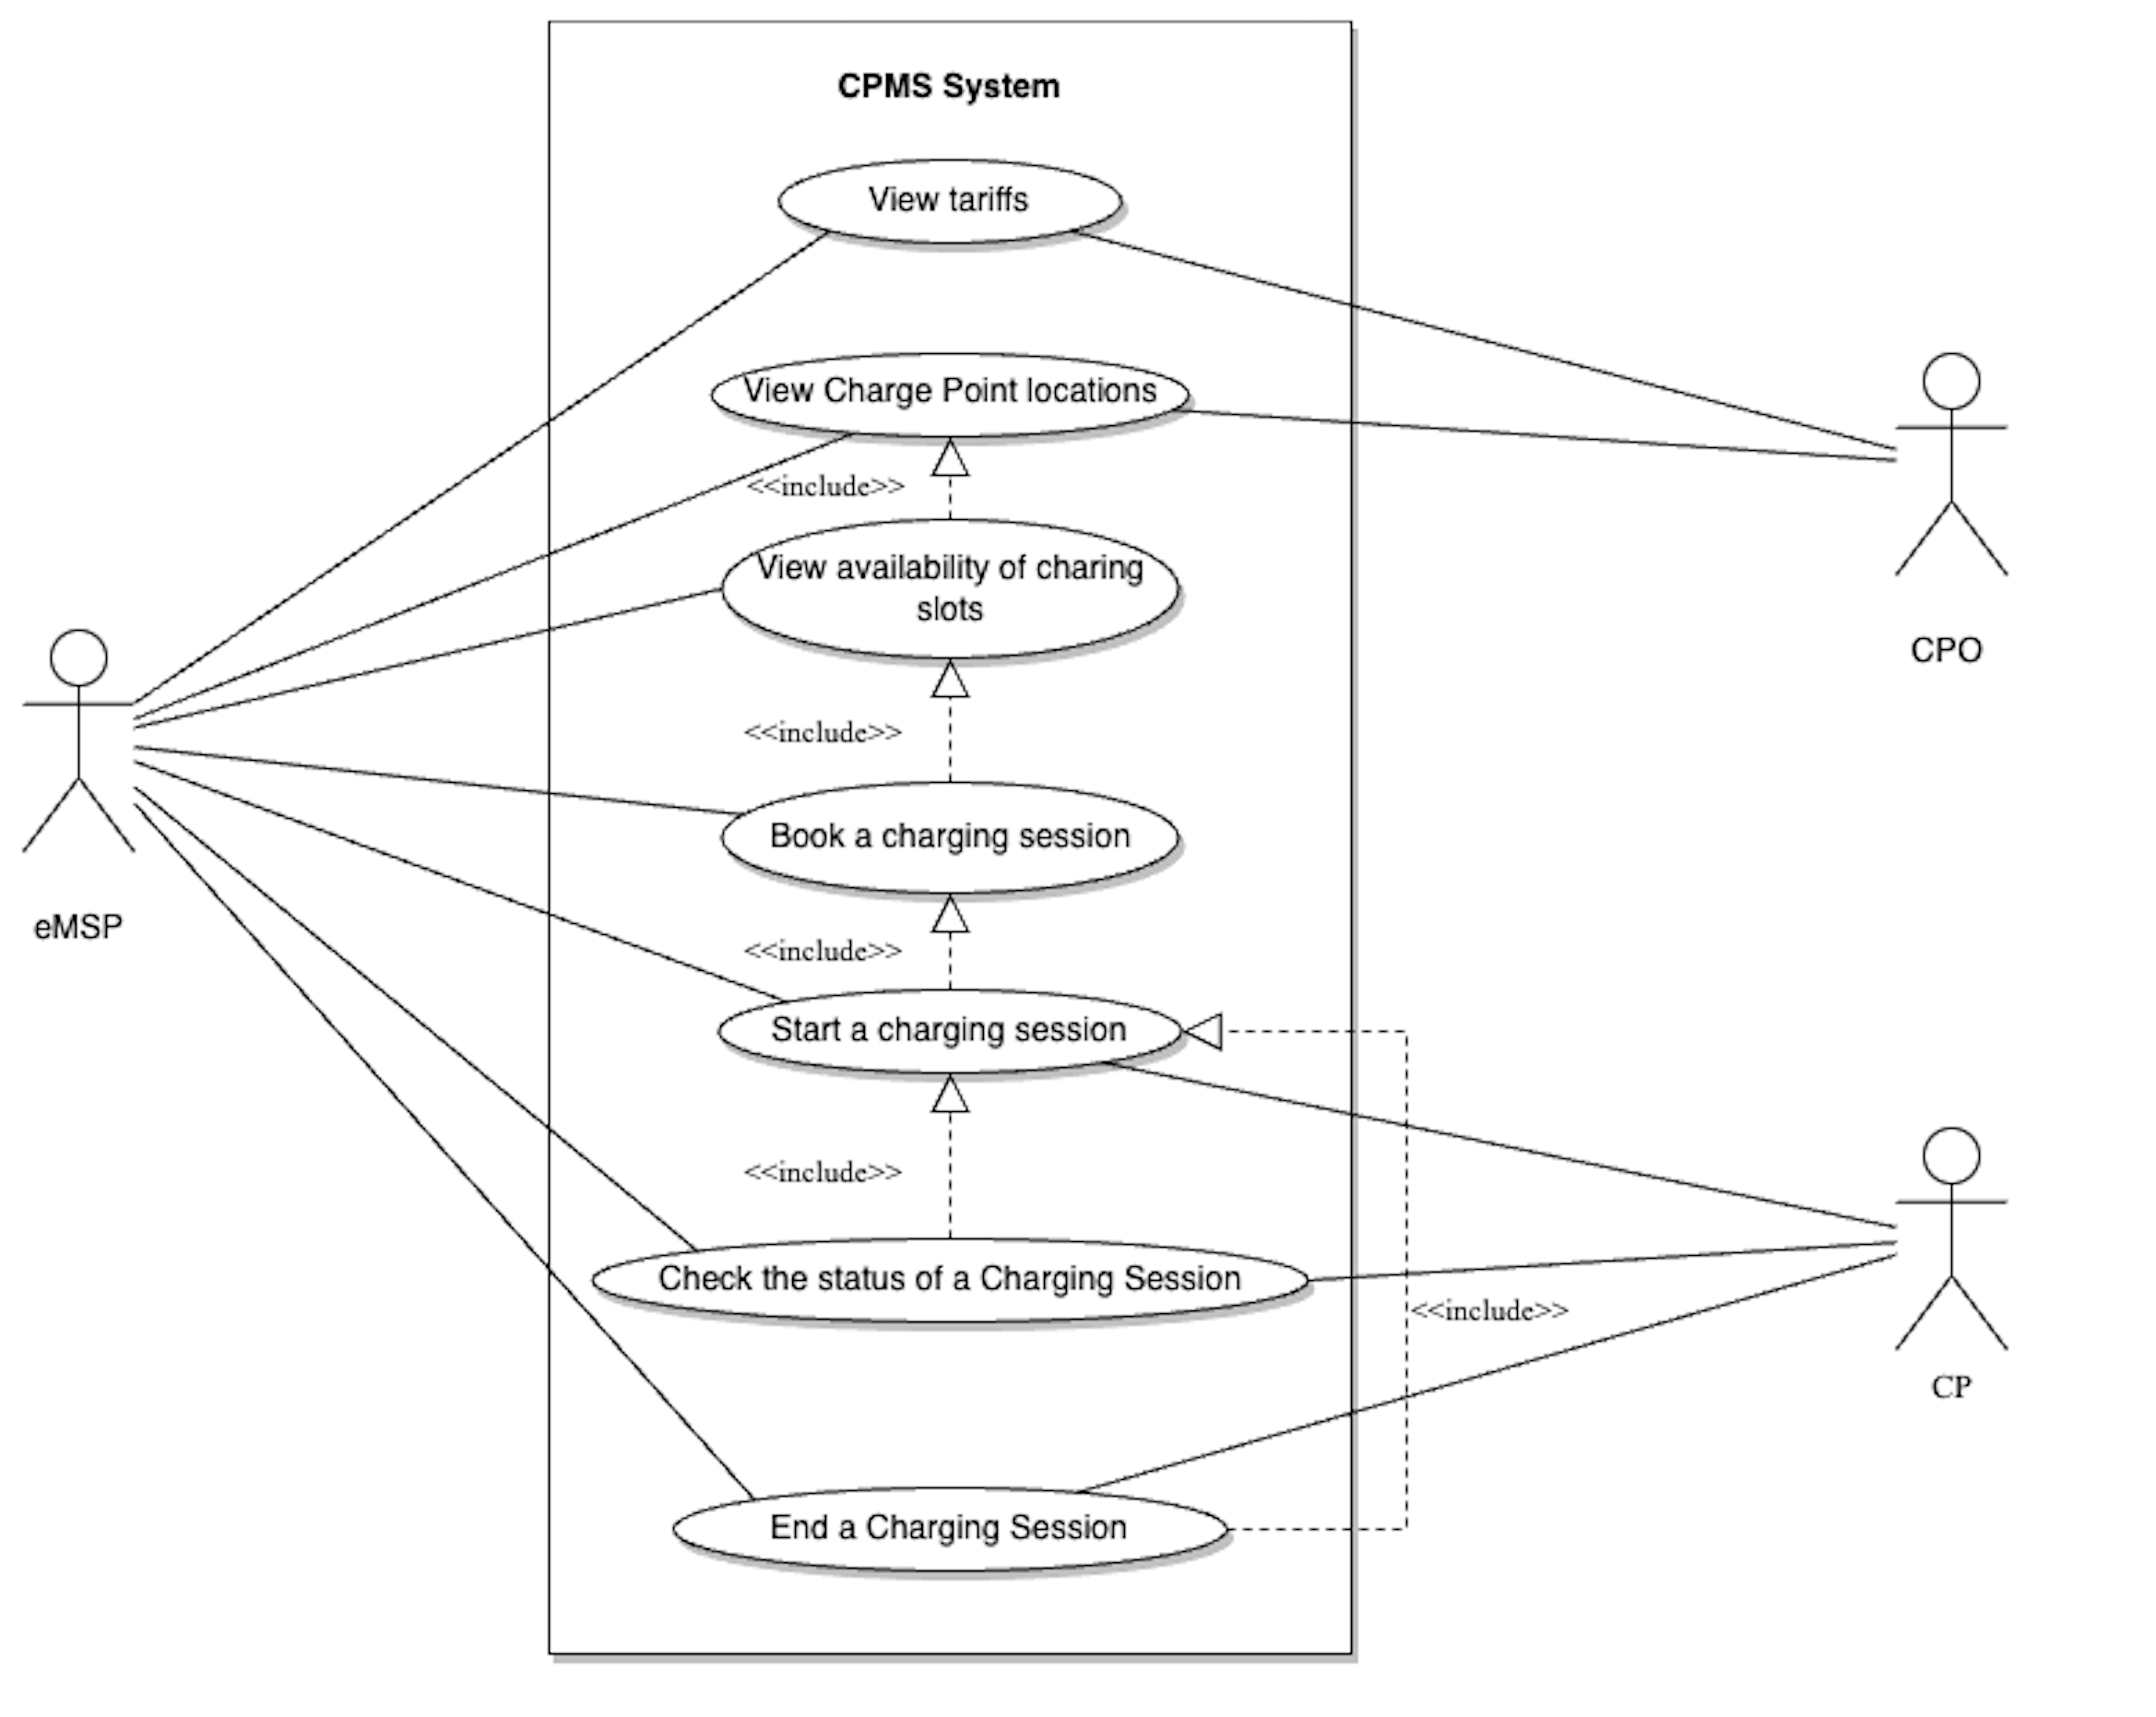 CPMS System
View tariffs
View Charge Point locations
<<include>>
View availability of charing
slots
CPO
<<include>>
Book a charging session
eMSP
<<include>>
Start a charging session
<<include>>
Check the status of a Charging Session
<<include>>
CP
End a Charging Session